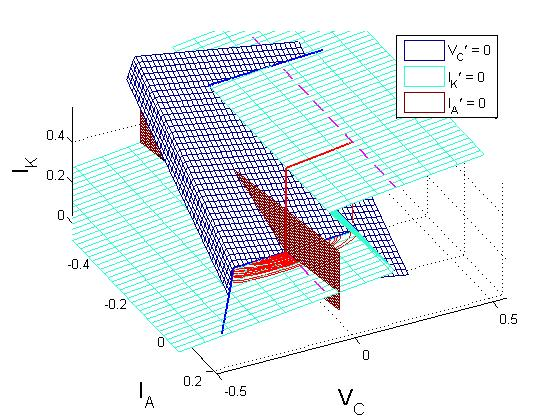 V_C′ = 0
I_K′ = 0
I_A′ = 0
I_K
0.4
0.2
0
-0.4
-0.2
0
0.2
I_A
-0.5
0
0.5
V_C